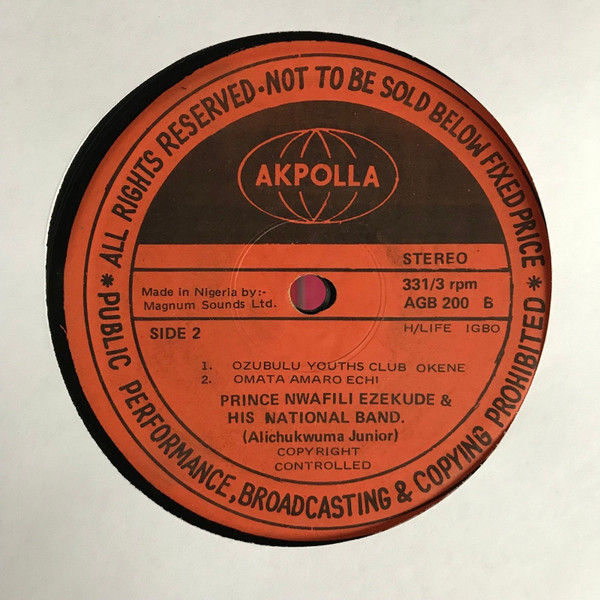 * ALL RIGHTS RESERVED · NOT TO BE SOLD BELOW FIXED PRICE *
AKPOLLA
STEREO
Made in Nigeria by:-
Magnum Sounds Ltd.
331/3 rpm
AGB 200 B
SIDE 2
H/LIFE IGBO
1. OZUBULU YOUTHS CLUB OKENE
2. OMATA AMARO ECHI
PRINCE NWAFILI EZEKUDE &
HIS NATIONAL BAND.
(Alichukwuma Junior)
COPYRIGHT
CONTROLLED
PUBLIC PERFORMANCE, BROADCASTING & COPYING PROHIBITED